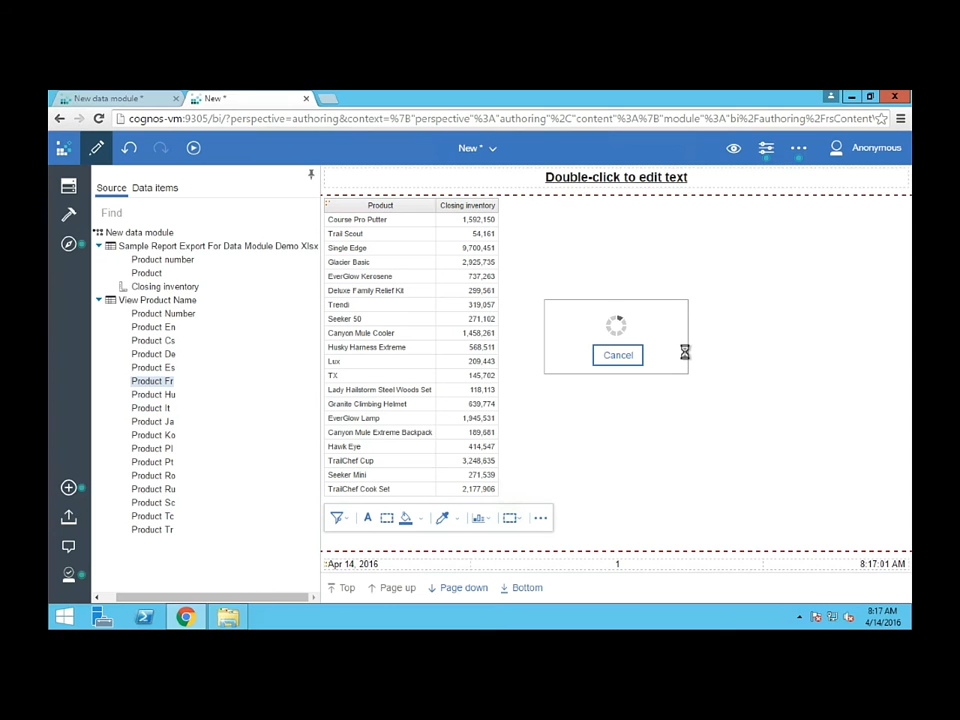 New data module *
New *
cognos-vm:9305/bi/?perspective=authoring&context=%7B"perspective"%3A"authoring"%2C"content"%3A%7B"module"%3A"bi%2Fauthoring%2FrsContent
New *
Anonymous
Source Data items
Find
New data module
Sample Report Export For Data Module Demo Xlsx
Product number
Product
Closing inventory
View Product Name
Product Number
Product En
Product Cs
Product De
Product Es
Product Fr
Product Hu
Product It
Product Ja
Product Ko
Product Pl
Product Pt
Product Ro
Product Ru
Product Sc
Product Tc
Product Tr
Double-click to edit text
Product Closing inventory
Course Pro Putter 1,592,150
Trail Scout 54,161
Single Edge 9,700,451
Glacier Basic 2,925,735
EverGlow Kerosene 737,263
Deluxe Family Relief Kit 299,561
Trendi 319,057
Seeker 50 271,102
Canyon Mule Cooler 1,458,261
Husky Harness Extreme 568,511
Lux 209,443
TX 145,702
Lady Hailstorm Steel Woods Set 118,113
Granite Climbing Helmet 639,774
EverGlow Lamp 1,945,531
Canyon Mule Extreme Backpack 189,681
Hawk Eye 414,547
TrailChef Cup 3,248,635
Seeker Mini 271,539
TrailChef Cook Set 2,177,906
Cancel
A
Apr 14, 2016 1 8:17:01 AM
Top Page up Page down Bottom
8:17 AM
4/14/2016